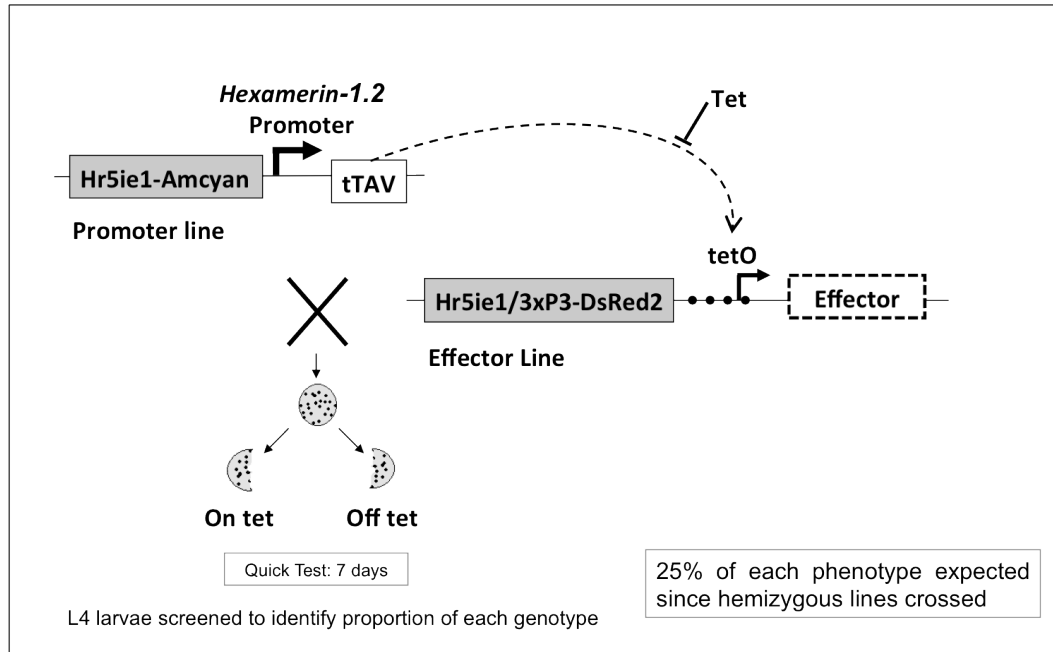 Hexamerin-1.2
Promoter
Tet
Hr5ie1-Amcyan
tTAV
Promoter line
tetO
Hr5ie1/3xP3-DsRed2
Effector
Effector Line
On tet
Off tet
Quick Test: 7 days
L4 larvae screened to identify proportion of each genotype
25% of each phenotype expected
since hemizygous lines crossed